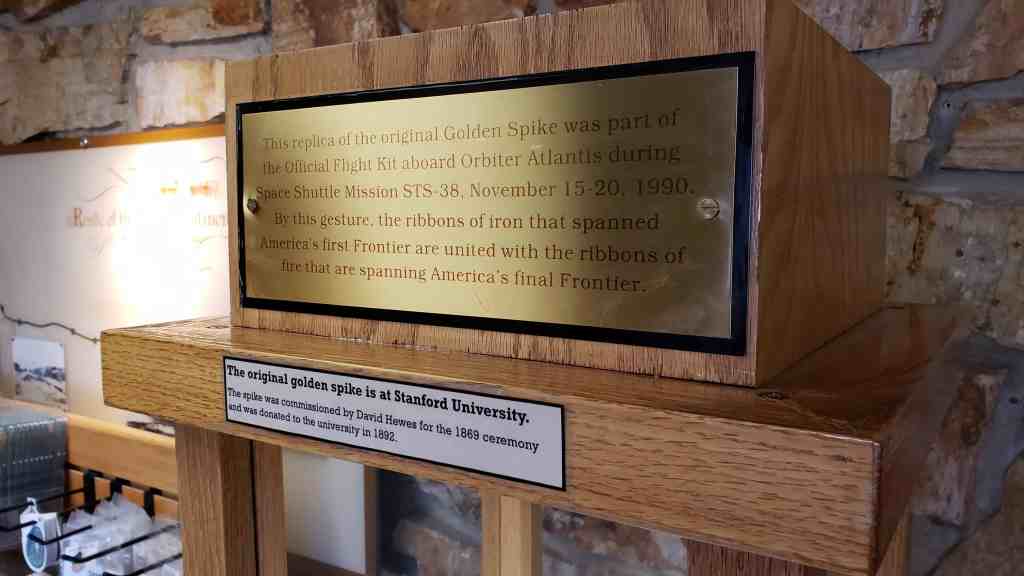 This replica of the original Golden Spike was part of
the Official Flight Kit aboard Orbiter Atlantis during
Space Shuttle Mission STS-38, November 15-20, 1990.
By this gesture, the ribbons of iron that spanned
America's first Frontier are united with the ribbons of
fire that are spanning America's final Frontier.
The original golden spike is at Stanford University.
The spike was commissioned by David Hewes for the 1869 ceremony
and was donated to the university in 1892.